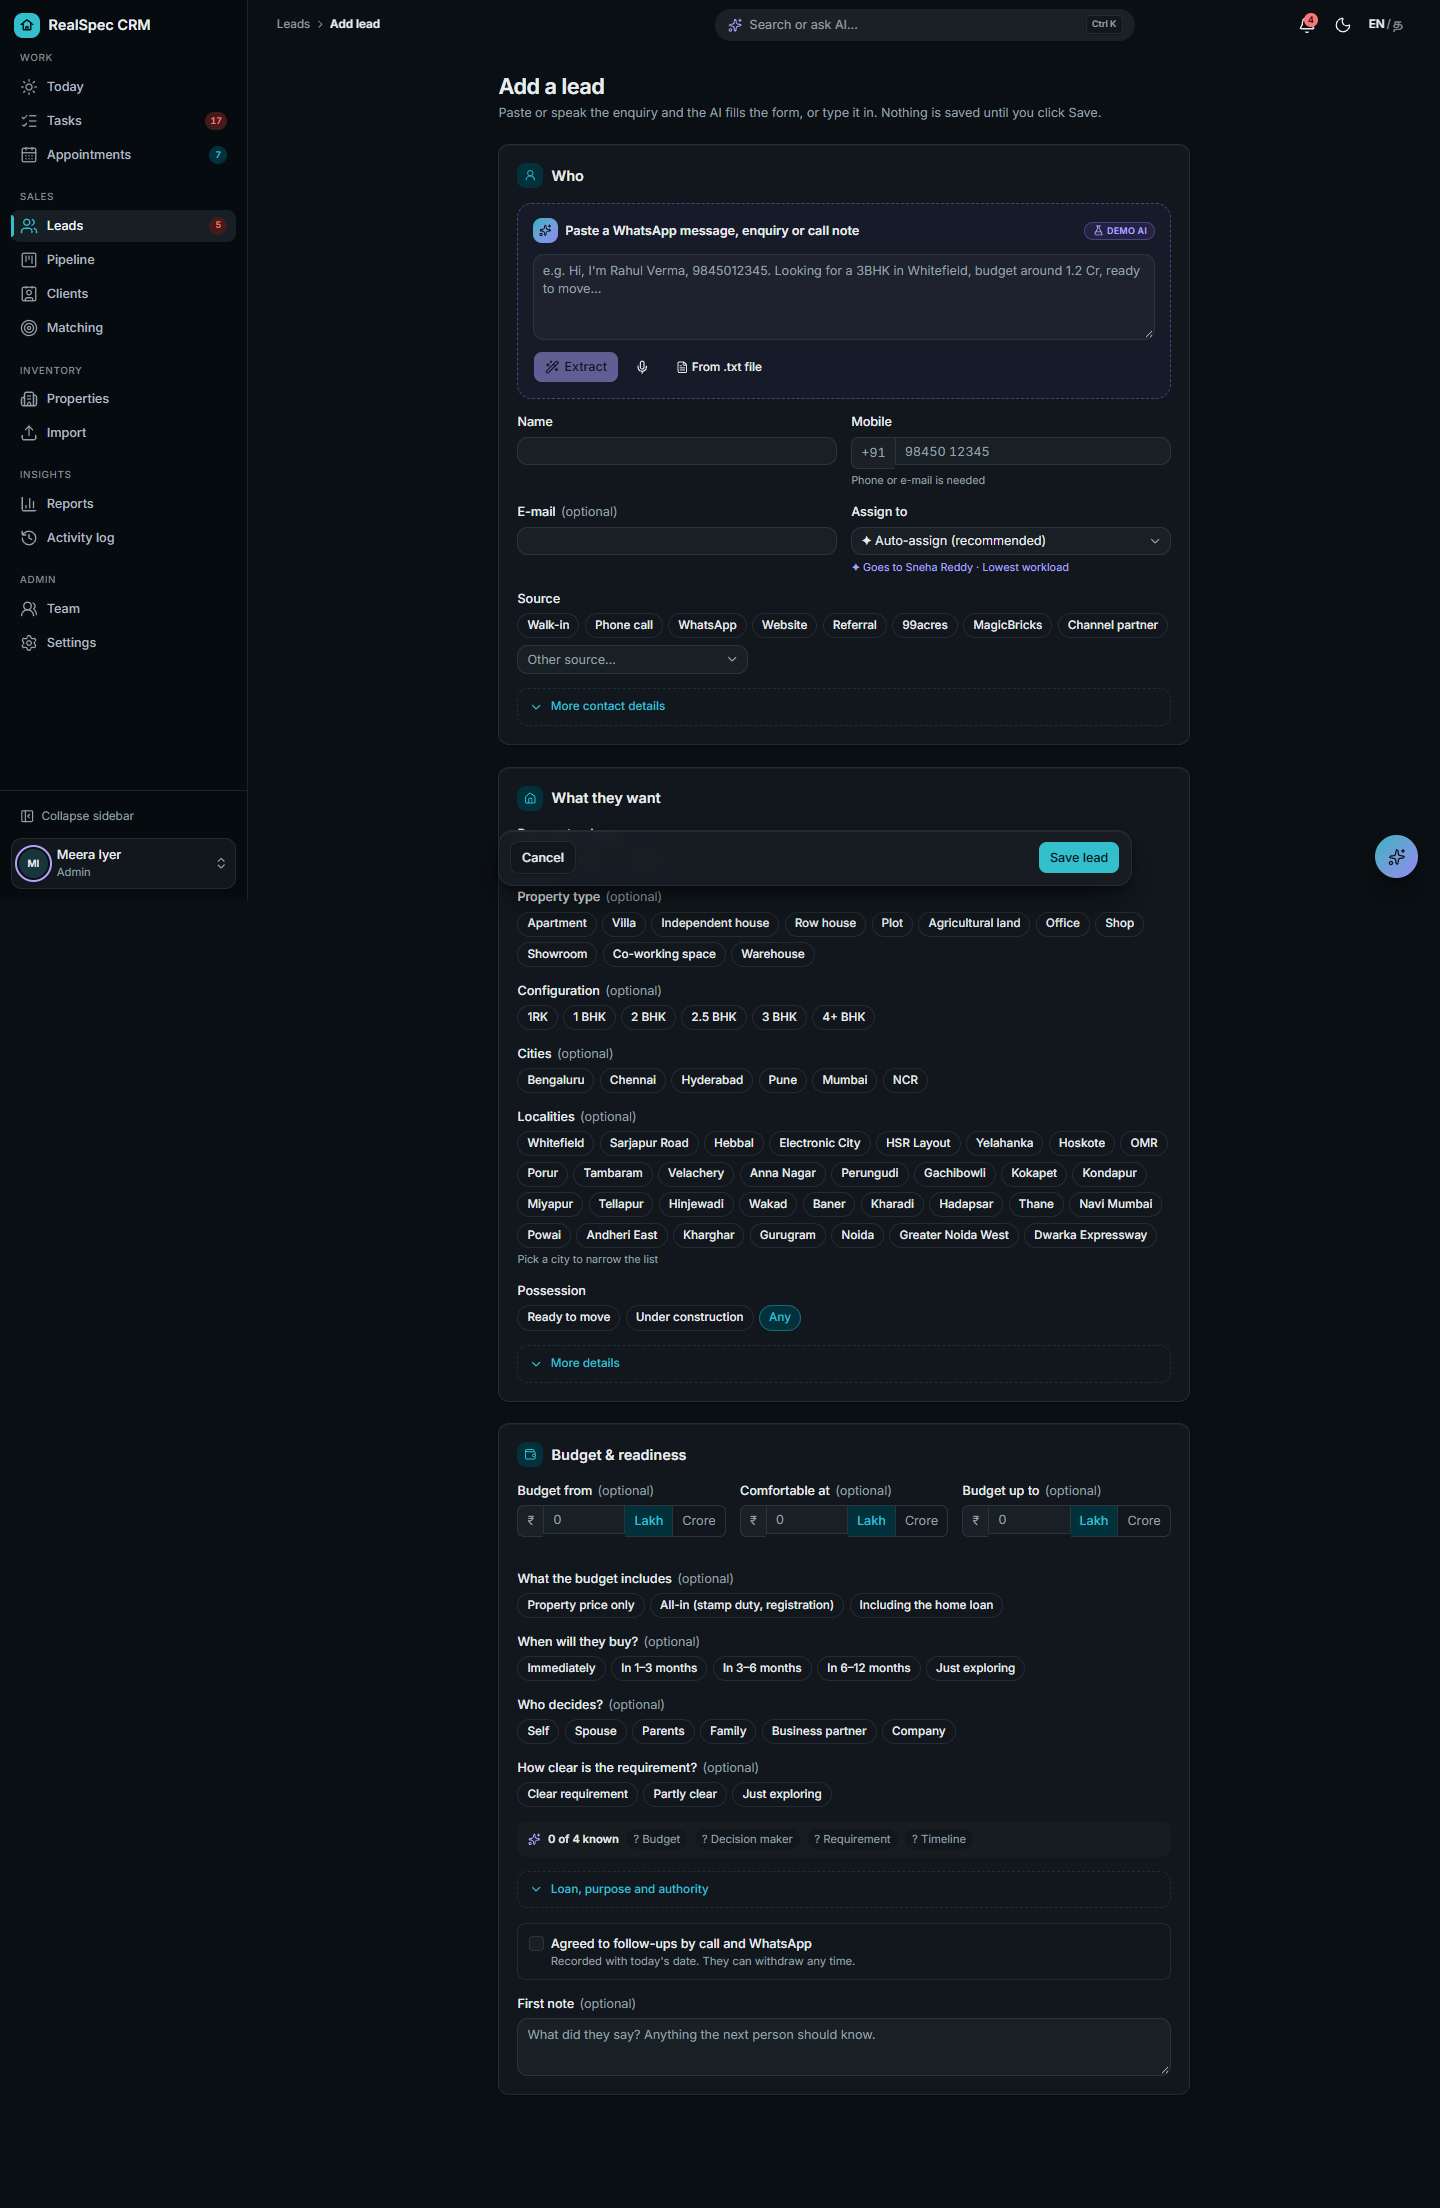 RealSpec CRM
Leads > Add lead
Search or ask AI...
Ctrl K
4
EN / த
WORK
Today
Tasks
17
Appointments
7
SALES
Leads
5
Pipeline
Clients
Matching
INVENTORY
Properties
Import
INSIGHTS
Reports
Activity log
ADMIN
Team
Settings
Collapse sidebar
MI
Meera Iyer
Admin
Add a lead
Paste or speak the enquiry and the AI fills the form, or type it in. Nothing is saved until you click Save.
Who
Paste a WhatsApp message, enquiry or call note
DEMO AI
e.g. Hi, I'm Rahul Verma, 9845012345. Looking for a 3BHK in Whitefield, budget around 1.2 Cr, ready
to move...
Extract
From .txt file
Name
Mobile
+91 98450 12345
Phone or e-mail is needed
E-mail (optional)
Assign to
✦ Auto-assign (recommended)
✦ Goes to Sneha Reddy · Lowest workload
Source
Walk-in Phone call WhatsApp Website Referral 99acres MagicBricks Channel partner
Other source...
More contact details
What they want
Cancel
Save lead
Property type (optional)
Apartment Villa Independent house Row house Plot Agricultural land Office Shop
Showroom Co-working space Warehouse
Configuration (optional)
1RK 1 BHK 2 BHK 2.5 BHK 3 BHK 4+ BHK
Cities (optional)
Bengaluru Chennai Hyderabad Pune Mumbai NCR
Localities (optional)
Whitefield Sarjapur Road Hebbal Electronic City HSR Layout Yelahanka Hoskote OMR
Porur Tambaram Velachery Anna Nagar Perungudi Gachibowli Kokapet Kondapur
Miyapur Tellapur Hinjewadi Wakad Baner Kharadi Hadapsar Thane Navi Mumbai
Powai Andheri East Kharghar Gurugram Noida Greater Noida West Dwarka Expressway
Pick a city to narrow the list
Possession
Ready to move Under construction Any
More details
Budget & readiness
Budget from (optional)
₹ 0 Lakh Crore
Comfortable at (optional)
₹ 0 Lakh Crore
Budget up to (optional)
₹ 0 Lakh Crore
What the budget includes (optional)
Property price only All-in (stamp duty, registration) Including the home loan
When will they buy? (optional)
Immediately In 1–3 months In 3–6 months In 6–12 months Just exploring
Who decides? (optional)
Self Spouse Parents Family Business partner Company
How clear is the requirement? (optional)
Clear requirement Partly clear Just exploring
0 of 4 known ? Budget ? Decision maker ? Requirement ? Timeline
Loan, purpose and authority
Agreed to follow-ups by call and WhatsApp
Recorded with today's date. They can withdraw any time.
First note (optional)
What did they say? Anything the next person should know.